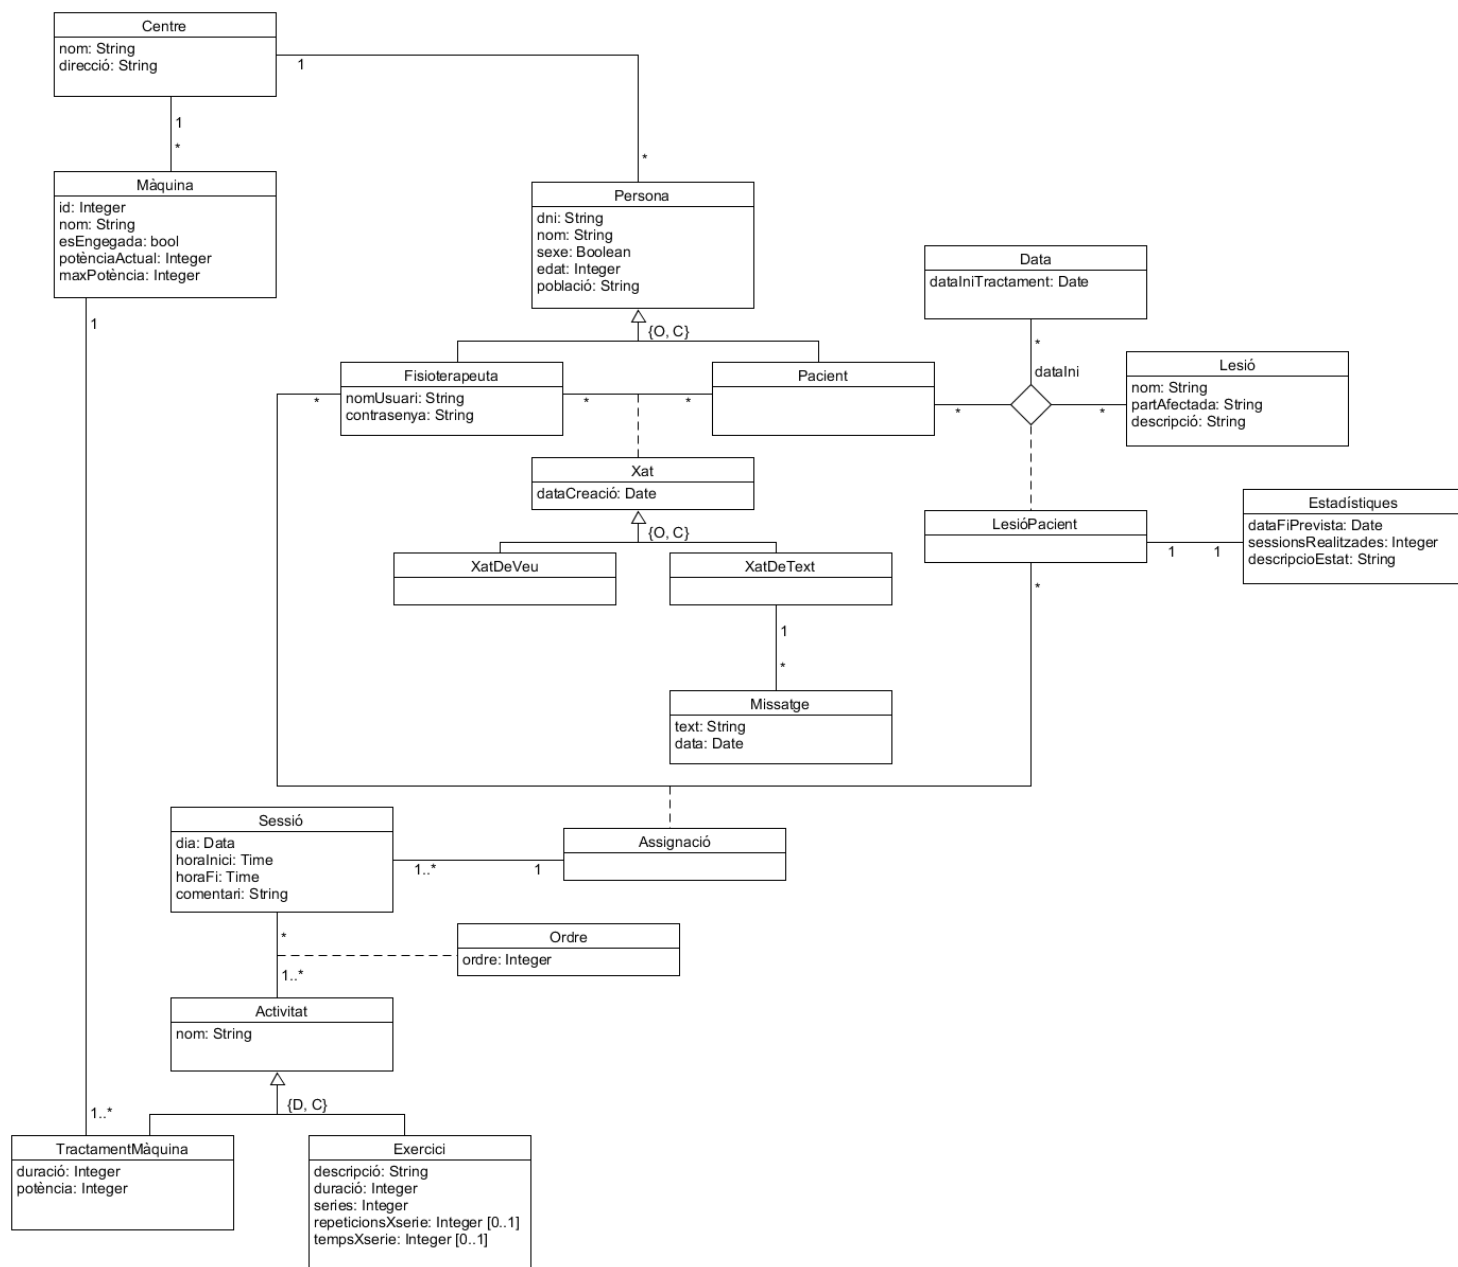 Centre
nom: String
direcció: String
1
*
1
*
Màquina
id: Integer
nom: String
esEngegada: bool
potènciaActual: Integer
maxPotència: Integer
1
1..*
Persona
dni: String
nom: String
sexe: Boolean
edat: Integer
població: String
{O, C}
Fisioterapeuta
nomUsuari: String
contrasenya: String
*
*
*
Pacient
*
Data
dataIniTractament: Date
*
dataIni
*
Lesió
nom: String
partAfectada: String
descripció: String
Xat
dataCreació: Date
{O, C}
XatDeVeu
XatDeText
1
*
Missatge
text: String
data: Date
LesióPacient
*
1
1
Estadístiques
dataFiPrevista: Date
sessionsRealitzades: Integer
descripcioEstat: String
Sessió
dia: Data
horaInici: Time
horaFi: Time
comentari: String
1..*
1
Assignació
*
1..*
Ordre
ordre: Integer
Activitat
nom: String
{D, C}
TractamentMàquina
duració: Integer
potència: Integer
Exercici
descripció: String
duració: Integer
series: Integer
repeticionsXserie: Integer [0..1]
tempsXserie: Integer [0..1]